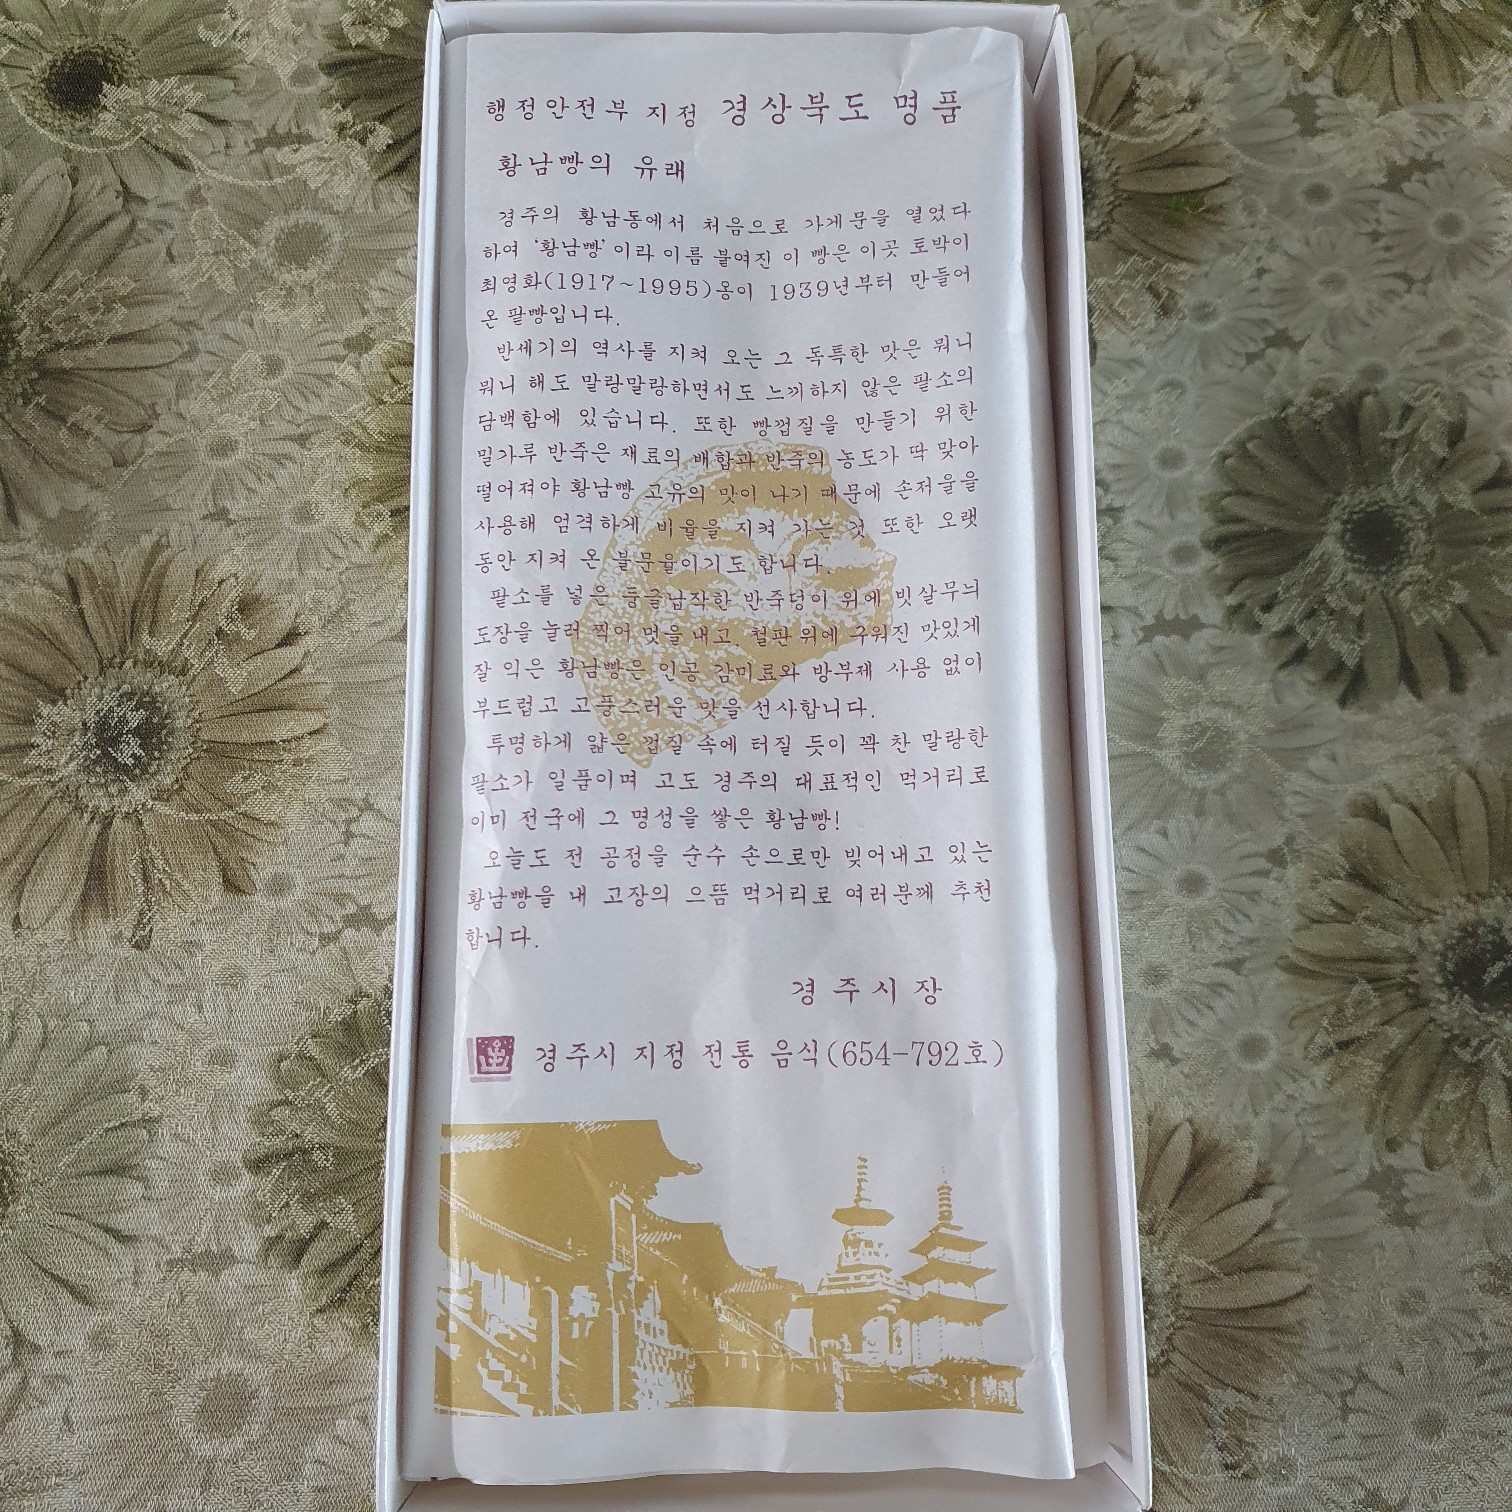 행정안전부 지정 경상북도 명품
황남빵의 유래
경주의 황남동에서 처음으로 가게문을 열었다
하여 '황남빵'이라 이름 붙여진 이 빵은 이곳 토박이
최영화(1917~1995)옹이 1939년부터 만들어
온 팥빵입니다.
반세기의 역사를 지켜 오는 그 독특한 맛은 뭐니
뭐니 해도 말랑말랑하면서도 느끼하지 않은 팥소의
담백함에 있습니다. 또한 빵껍질을 만들기 위한
밀가루 반죽은 재료의 배합과 반죽의 농도가 딱 맞아
떨어져야 황남빵 고유의 맛이 나기 때문에 손저울을
사용해 엄격하게 비율을 지켜 가는 것 또한 오랫
동안 지켜 온 불문율이기도 합니다.
팥소를 넣은 둥글납작한 반죽덩이 위에 빗살무늬
도장을 눌러 찍어 멋을 내고, 철판 위에 구워진 맛있게
잘 익은 황남빵은 인공 감미료와 방부제 사용 없이
부드럽고 고풍스러운 맛을 선사합니다.
투명하게 얇은 껍질 속에 터질 듯이 꽉 찬 말랑한
팥소가 일품이며 고도 경주의 대표적인 먹거리로
이미 전국에 그 명성을 쌓은 황남빵!
오늘도 전 공정을 순수 손으로만 빚어내고 있는
황남빵을 내 고장의 으뜸 먹거리로 여러분께 추천
합니다.
경주시장
경주시 지정 전통 음식(654-792호)